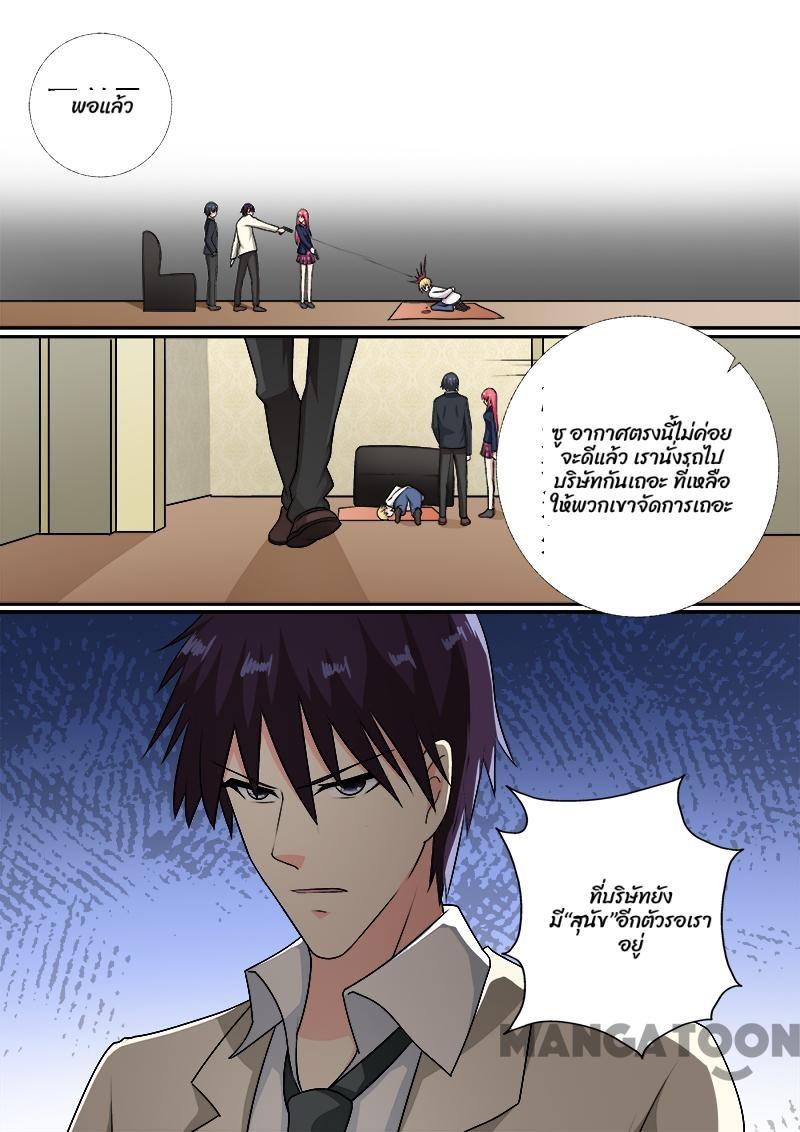 พอแล้ว
ซู อากาศตรงนี้ไม่ค่อย
จะดีแล้ว เรานั่งรถไป
บริษัทกันเถอะ ที่เหลือ
ให้พวกเขาจัดการเถอะ
ที่บริษัทยัง
มี“สุนัข”อีกตัวรอเรา
อยู่
MANGATOON